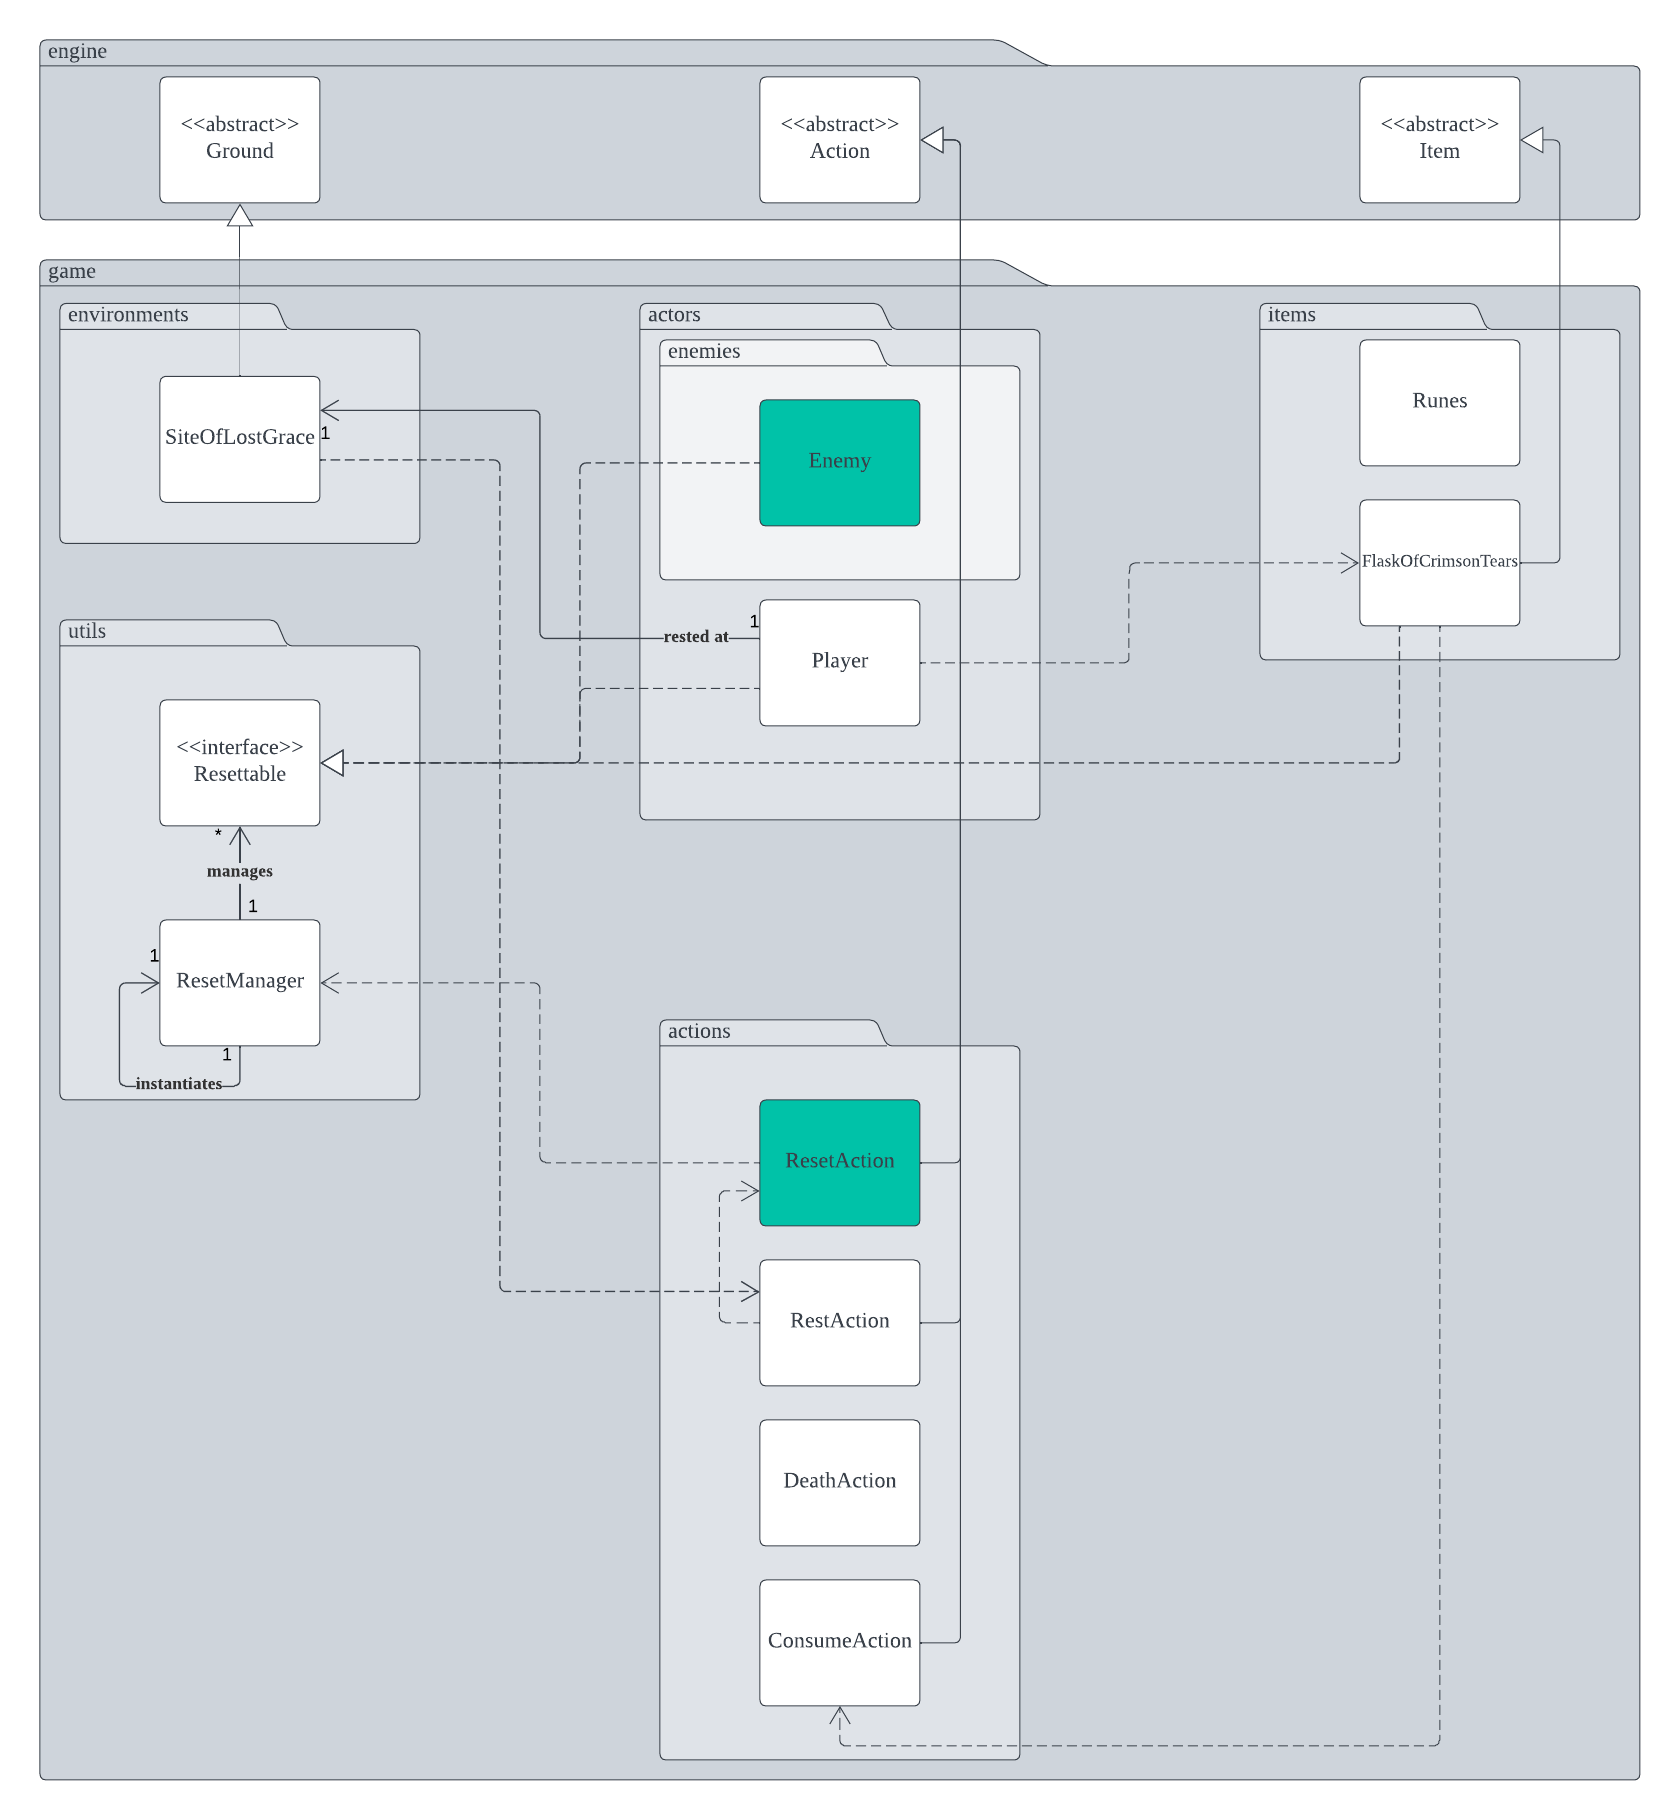 engine
<<abstract>>
Ground
<<abstract>>
Action
<<abstract>>
Item
game
environments
actors
items
enemies
SiteOfLostGrace
1
Enemy
Runes
FlaskOfCrimsonTears
1
rested at
Player
utils
<<interface>>
Resettable
*
manages
1
1
ResetManager
1
instantiates
actions
ResetAction
RestAction
DeathAction
ConsumeAction